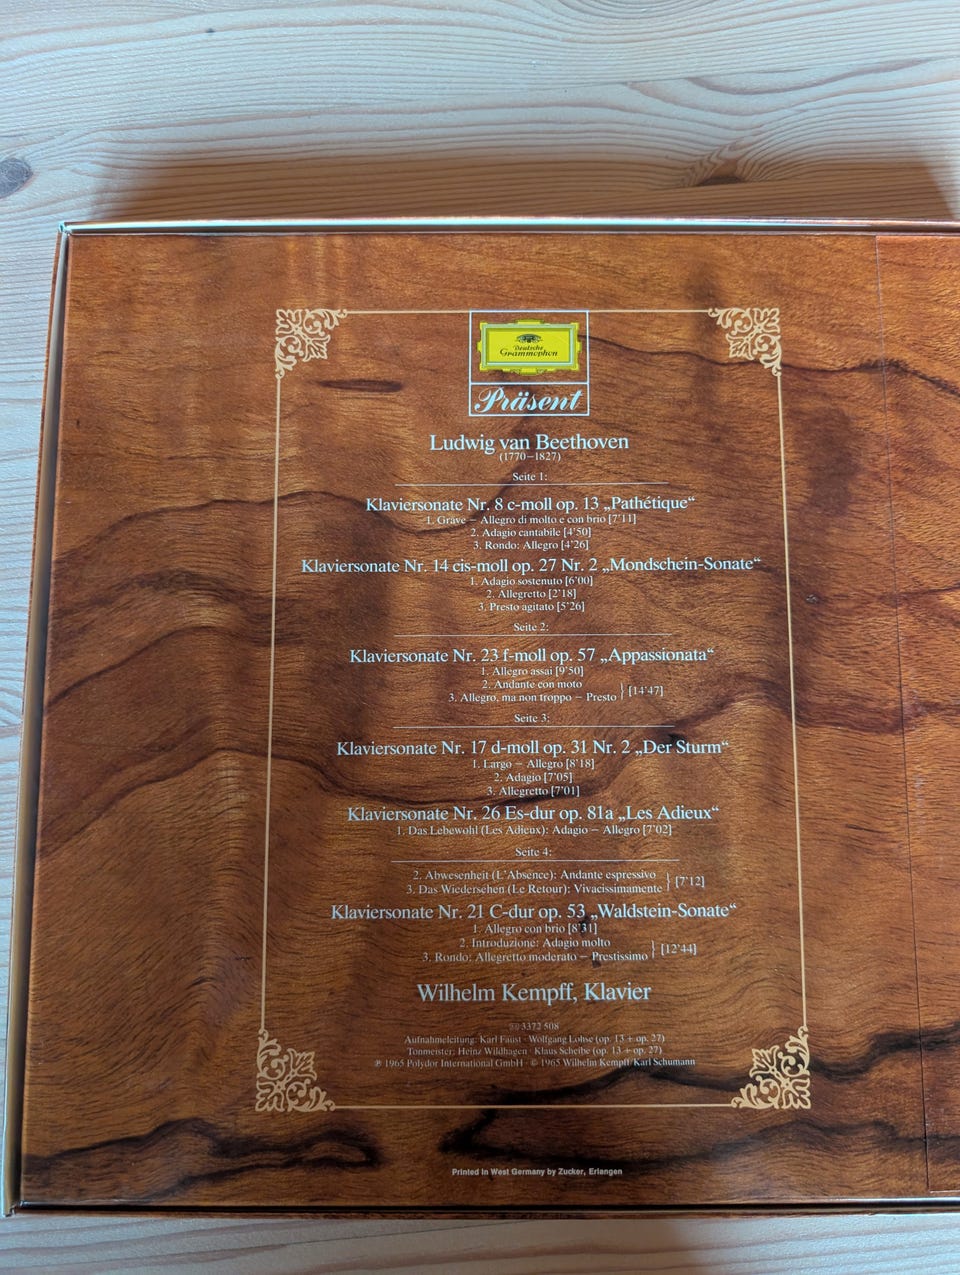 Deutsche
Grammophon
Präsent
Ludwig van Beethoven
(1770–1827)
Seite 1:
Klaviersonate Nr. 8 c-moll op. 13 „Pathétique“
1. Grave – Allegro di molto e con brio [7'11]
2. Adagio cantabile [4'50]
3. Rondo: Allegro [4'26]
Klaviersonate Nr. 14 cis-moll op. 27 Nr. 2 „Mondschein-Sonate“
1. Adagio sostenuto [6'00]
2. Allegretto [2'18]
3. Presto agitato [5'26]
Seite 2:
Klaviersonate Nr. 23 f-moll op. 57 „Appassionata“
1. Allegro assai [9'50]
2. Andante con moto
3. Allegro, ma non troppo – Presto } [14'47]
Seite 3:
Klaviersonate Nr. 17 d-moll op. 31 Nr. 2 „Der Sturm“
1. Largo – Allegro [8'18]
2. Adagio [7'05]
3. Allegretto [7'01]
Klaviersonate Nr. 26 Es-dur op. 81a „Les Adieux“
1. Das Lebewohl (Les Adieux): Adagio – Allegro [7'02]
Seite 4:
2. Abwesenheit (L'Absence): Andante espressivo
3. Das Wiedersehen (Le Retour): Vivacissimamente } [7'12]
Klaviersonate Nr. 21 C-dur op. 53 „Waldstein-Sonate“
1. Allegro con brio [8'31]
2. Introduzione: Adagio molto
3. Rondo: Allegretto moderato – Prestissimo } [12'44]
Wilhelm Kempff, Klavier
3372 508
Aufnahmeleitung: Karl Faust · Wolfgang Lohse (op. 13 + op. 27)
Tonmeister: Heinz Wildhagen · Klaus Scheibe (op. 13 + op. 27)
℗ 1965 Polydor International GmbH · © 1965 Wilhelm Kempff/Karl Schumann
Printed in West Germany by Zucker, Erlangen